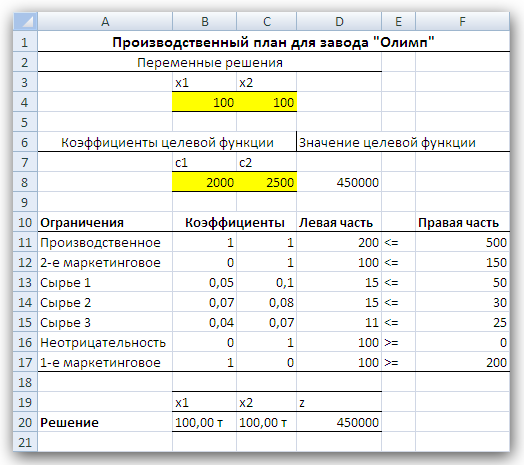 A B C D E F
1 Производственный план для завода "Олимп"
2 Переменные решения
3 x1 x2
4 100 100
5
6 Коэффициенты целевой функции Значение целевой функции
7 c1 c2
8 2000 2500 450000
9
10 Ограничения Коэффициенты Левая часть Правая часть
11 Производственное 1 1 200 <= 500
12 2-е маркетинговое 0 1 100 <= 150
13 Сырье 1 0,05 0,1 15 <= 50
14 Сырье 2 0,07 0,08 15 <= 30
15 Сырье 3 0,04 0,07 11 <= 25
16 Неотрицательность 0 1 100 >= 0
17 1-е маркетинговое 1 0 100 >= 200
18
19 x1 x2 z
20 Решение 100,00 т 100,00 т 450000
21